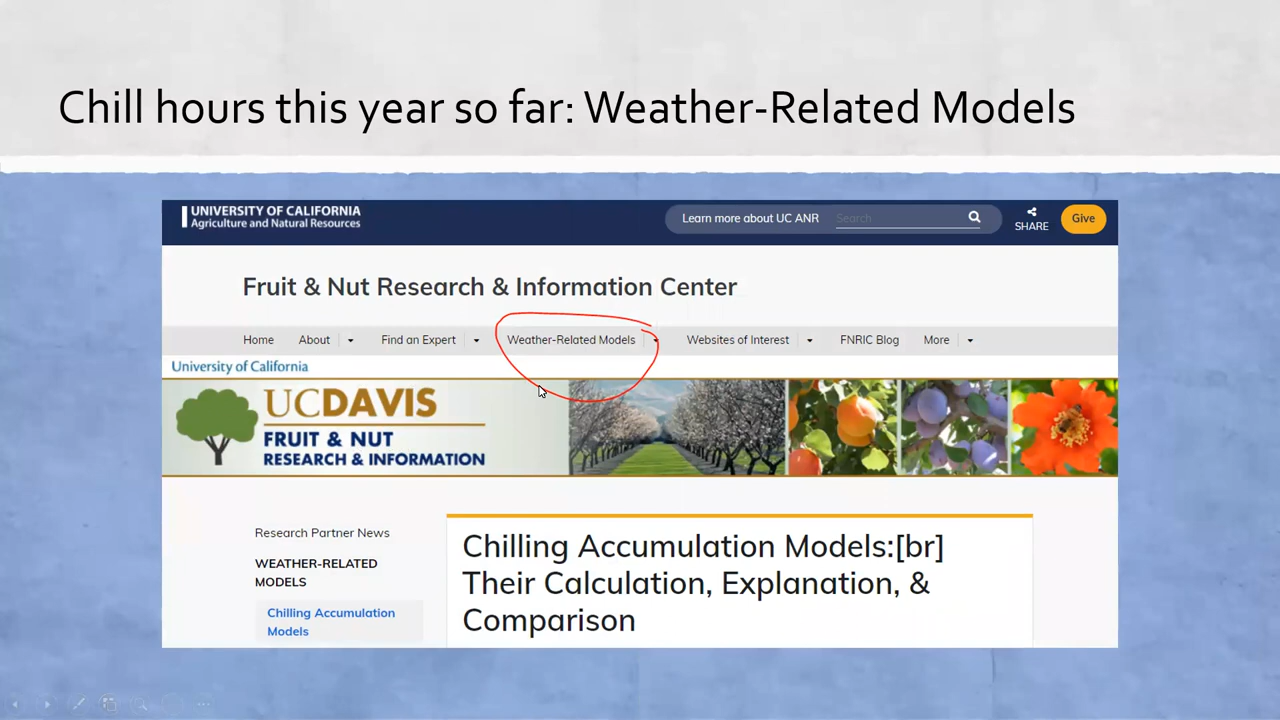 Chill hours this year so far: Weather-Related Models
UNIVERSITY OF CALIFORNIA
Agriculture and Natural Resources
Learn more about UC ANR
Search
SHARE
Give
Fruit & Nut Research & Information Center
Home
About
Find an Expert
Weather-Related Models
Websites of Interest
FNRIC Blog
More
University of California
UCDAVIS
FRUIT & NUT
RESEARCH & INFORMATION
Research Partner News
WEATHER-RELATED
MODELS
Chilling Accumulation
Models
Chilling Accumulation Models:[br]
Their Calculation, Explanation, &
Comparison